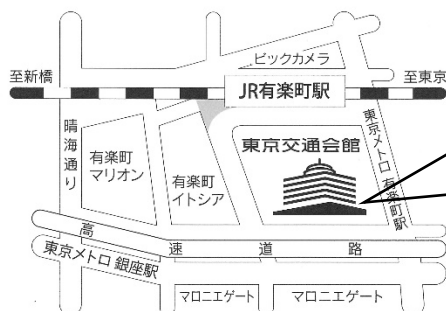 ビックカメラ
至新橋
JR有楽町駅
至東京
晴海通り
有楽町
マリオン
有楽町
イトシア
東京交通会館
東京メトロ 有楽町駅
高速道路
東京メトロ 銀座駅
マロニエゲート
マロニエゲート